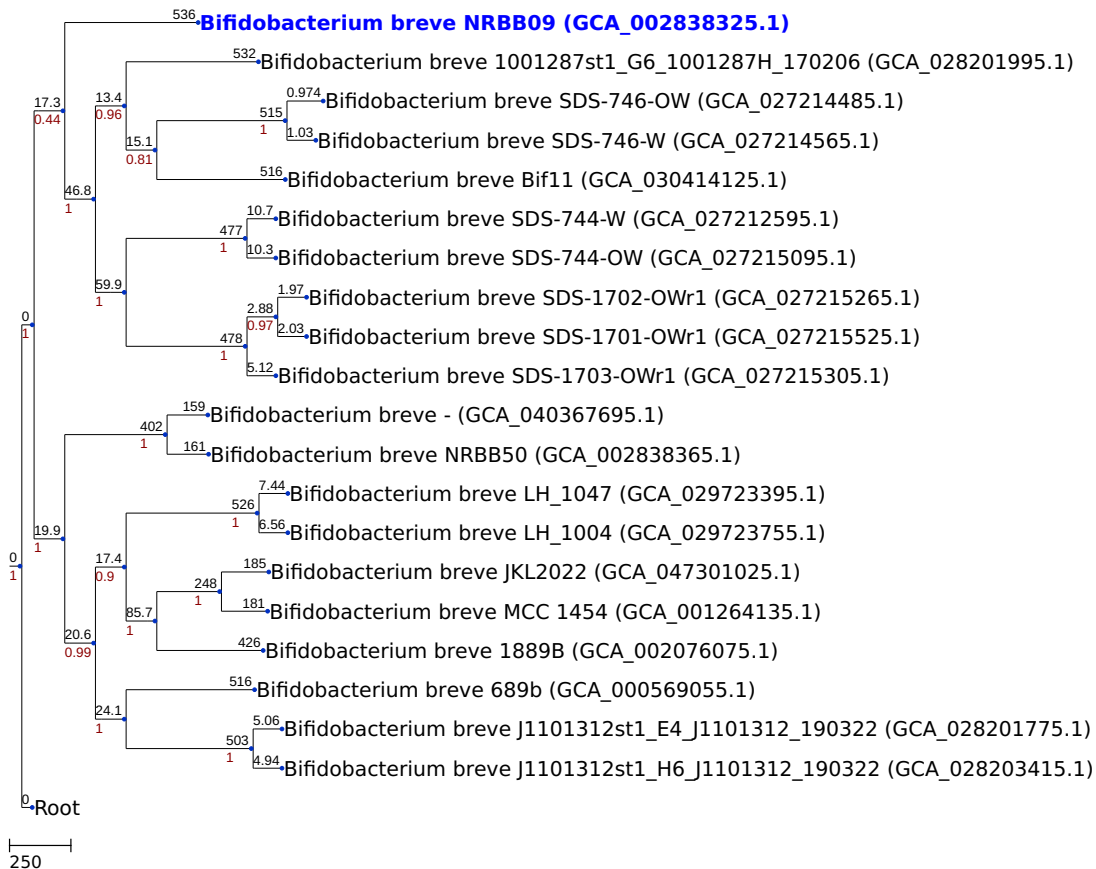 536
Bifidobacterium breve NRBB09 (GCA_002838325.1)
532
Bifidobacterium breve 1001287st1_G6_1001287H_170206 (GCA_028201995.1)
17.3
0.44
13.4
0.96
0.974
Bifidobacterium breve SDS-746-OW (GCA_027214485.1)
515
1
1.03
Bifidobacterium breve SDS-746-W (GCA_027214565.1)
15.1
0.81
516
Bifidobacterium breve Bif11 (GCA_030414125.1)
46.8
1
10.7
Bifidobacterium breve SDS-744-W (GCA_027212595.1)
477
1
10.3
Bifidobacterium breve SDS-744-OW (GCA_027215095.1)
59.9
1
1.97
Bifidobacterium breve SDS-1702-OWr1 (GCA_027215265.1)
2.88
0.97
0
1
2.03
Bifidobacterium breve SDS-1701-OWr1 (GCA_027215525.1)
478
1
5.12
Bifidobacterium breve SDS-1703-OWr1 (GCA_027215305.1)
159
Bifidobacterium breve - (GCA_040367695.1)
402
1
161
Bifidobacterium breve NRBB50 (GCA_002838365.1)
7.44
Bifidobacterium breve LH_1047 (GCA_029723395.1)
526
1
6.56
Bifidobacterium breve LH_1004 (GCA_029723755.1)
19.9
1
0
1
17.4
0.9
185
Bifidobacterium breve JKL2022 (GCA_047301025.1)
248
1
181
Bifidobacterium breve MCC 1454 (GCA_001264135.1)
85.7
1
20.6
0.99
426
Bifidobacterium breve 1889B (GCA_002076075.1)
516
Bifidobacterium breve 689b (GCA_000569055.1)
24.1
1
5.06
Bifidobacterium breve J1101312st1_E4_J1101312_190322 (GCA_028201775.1)
503
1
4.94
Bifidobacterium breve J1101312st1_H6_J1101312_190322 (GCA_028203415.1)
0
Root
250